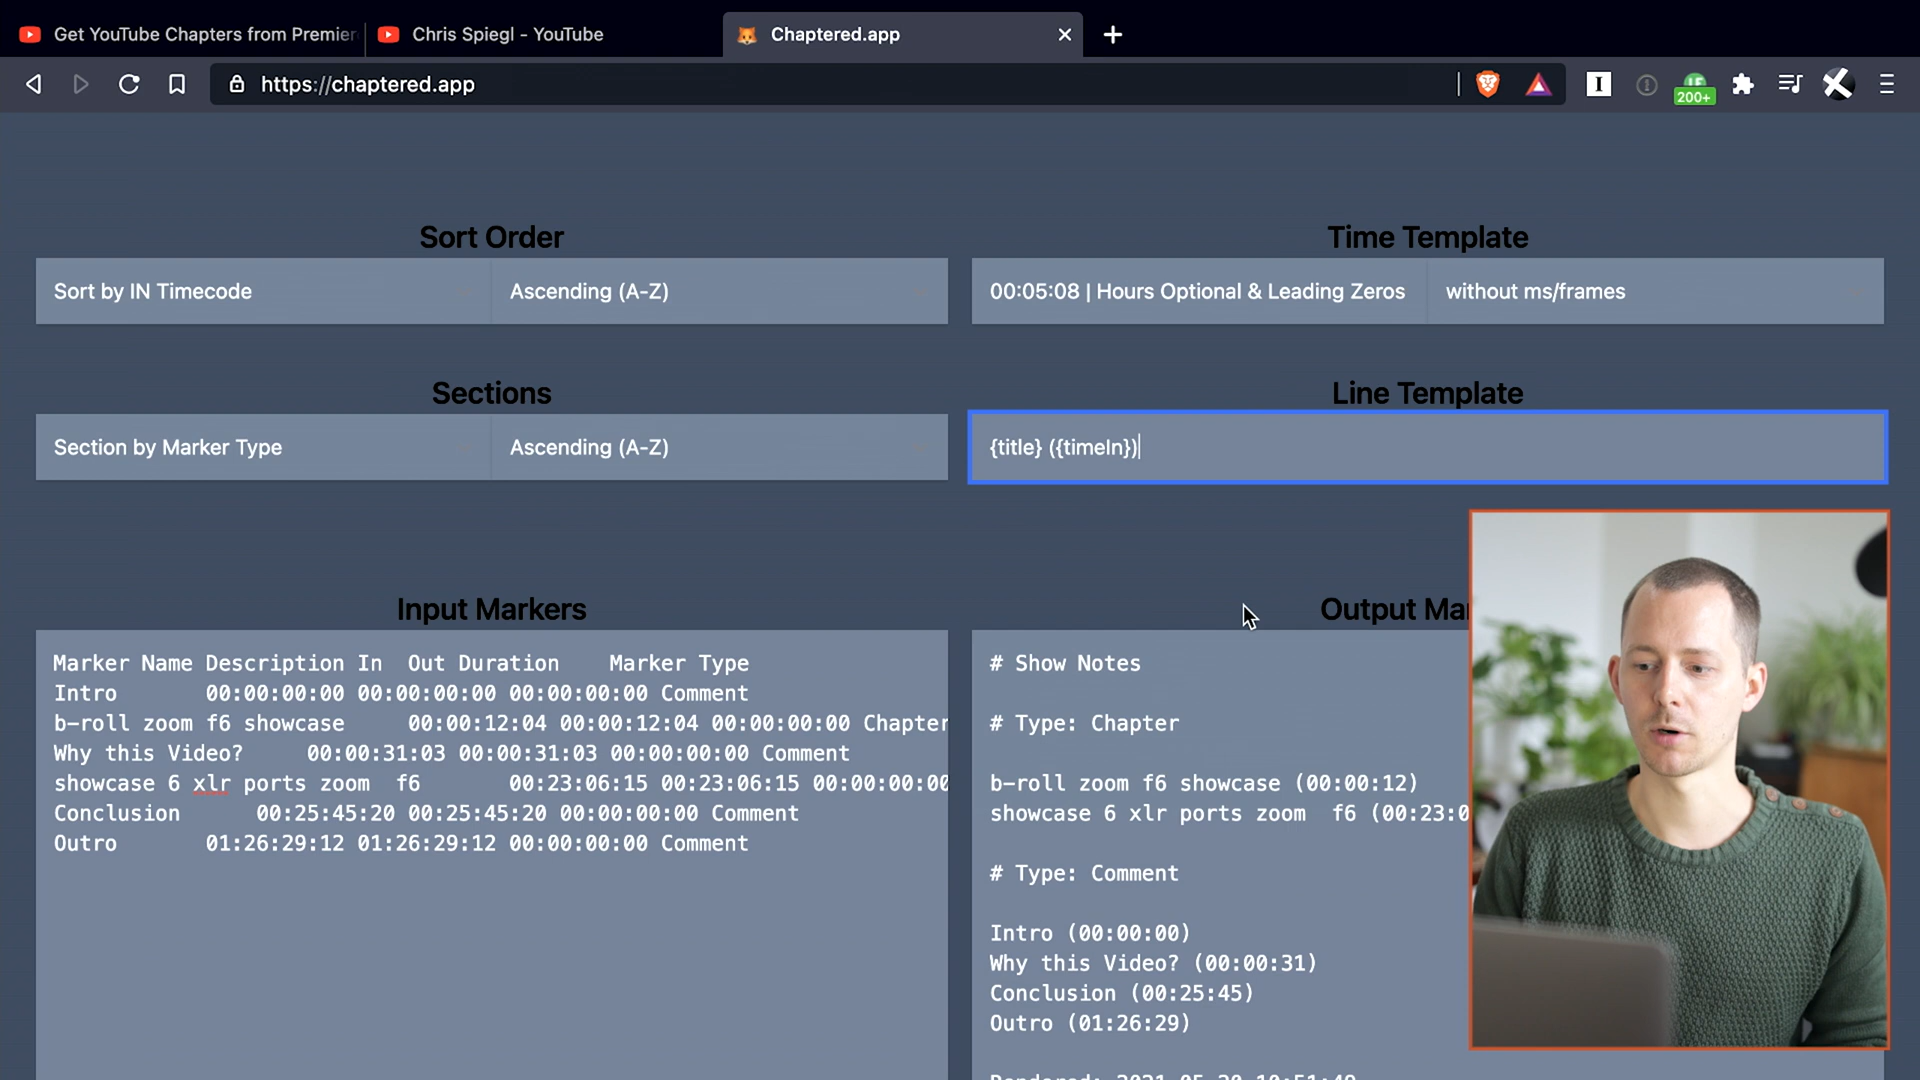 Get YouTube Chapters from Premier
Chris Spiegl - YouTube
Chaptered.app
https://chaptered.app
200+
Sort Order
Time Template
Sort by IN Timecode
Ascending (A-Z)
00:05:08 | Hours Optional & Leading Zeros
without ms/frames
Sections
Line Template
Section by Marker Type
Ascending (A-Z)
{title} ({timeIn})
Input Markers
Output Mar
Marker Name Description In Out Duration Marker Type
Intro 00:00:00:00 00:00:00:00 00:00:00:00 Comment
b-roll zoom f6 showcase 00:00:12:04 00:00:12:04 00:00:00:00 Chapter
Why this Video? 00:00:31:03 00:00:31:03 00:00:00:00 Comment
showcase 6 xlr ports zoom f6 00:23:06:15 00:23:06:15 00:00:00:00
Conclusion 00:25:45:20 00:25:45:20 00:00:00:00 Comment
Outro 01:26:29:12 01:26:29:12 00:00:00:00 Comment
# Show Notes
# Type: Chapter
b-roll zoom f6 showcase (00:00:12)
showcase 6 xlr ports zoom f6 (00:23:0
# Type: Comment
Intro (00:00:00)
Why this Video? (00:00:31)
Conclusion (00:25:45)
Outro (01:26:29)